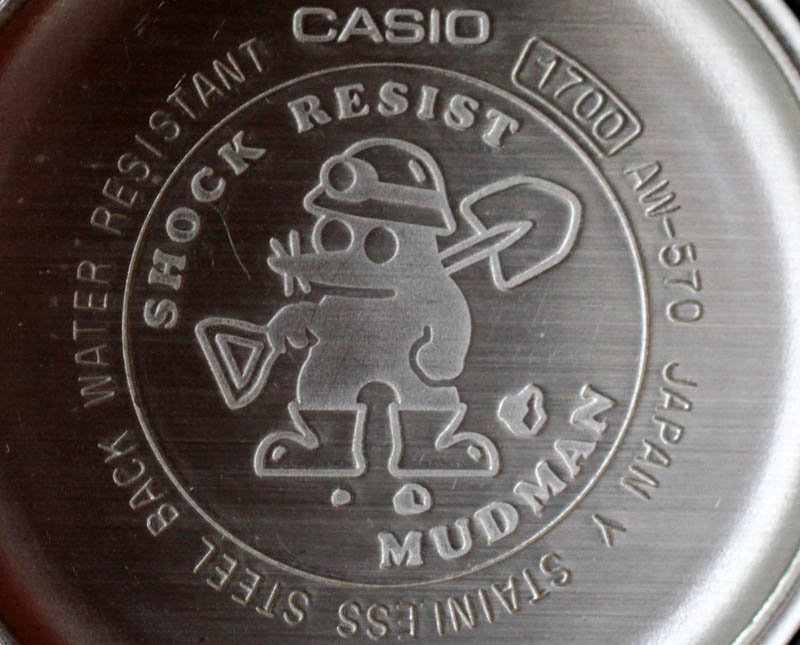 CASIO
1700
AW-570 JAPAN Y STAINLESS STEEL BACK WATER RESISTANT
SHOCK RESIST
MUDMAN